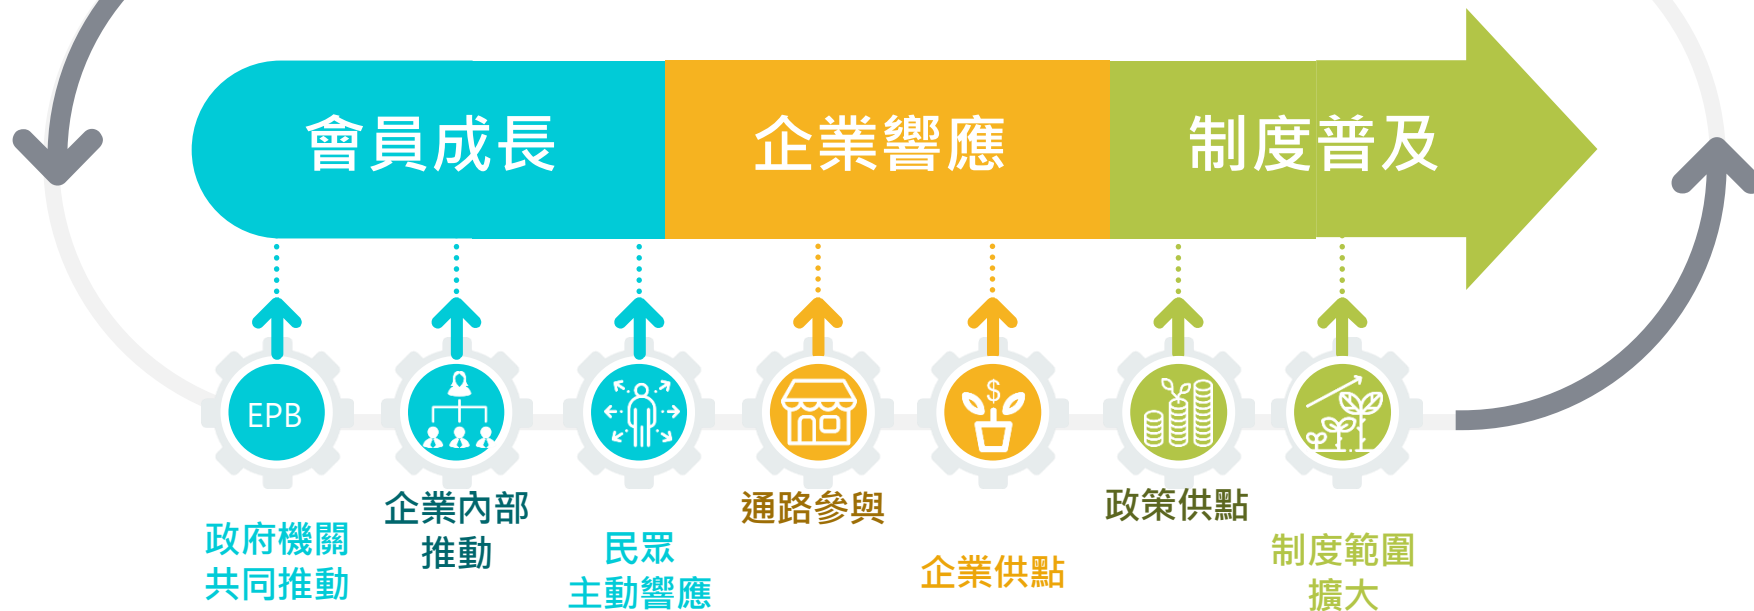 會員成長
企業響應
制度普及
EPB
$
政府機關
共同推動
企業內部
推動
民眾
主動響應
通路參與
企業供點
政策供點
制度範圍
擴大